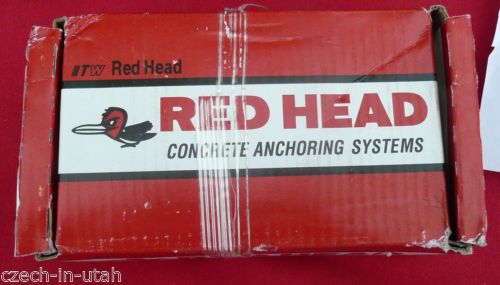 ITW Red Head
RED HEAD
CONCRETE ANCHORING SYSTEMS
czech-in-utah